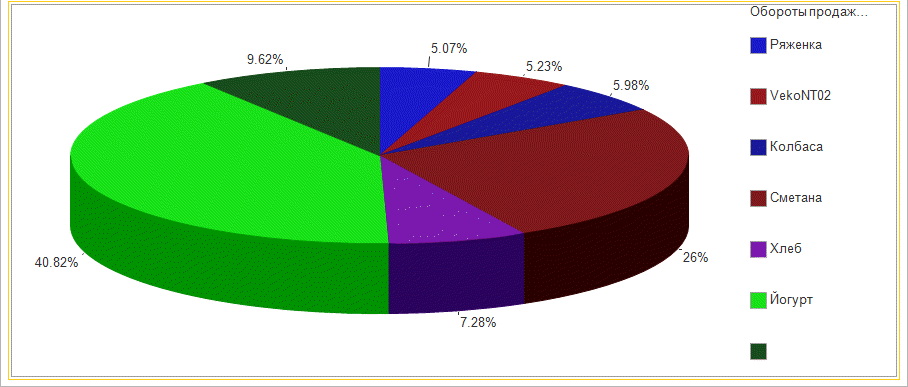 Обороты продаж...
5.07%
Ряженка
9.62%
5.23%
5.98%
VekoNT02
Колбаса
Сметана
Хлеб
40.82%
26%
Йогурт
7.28%